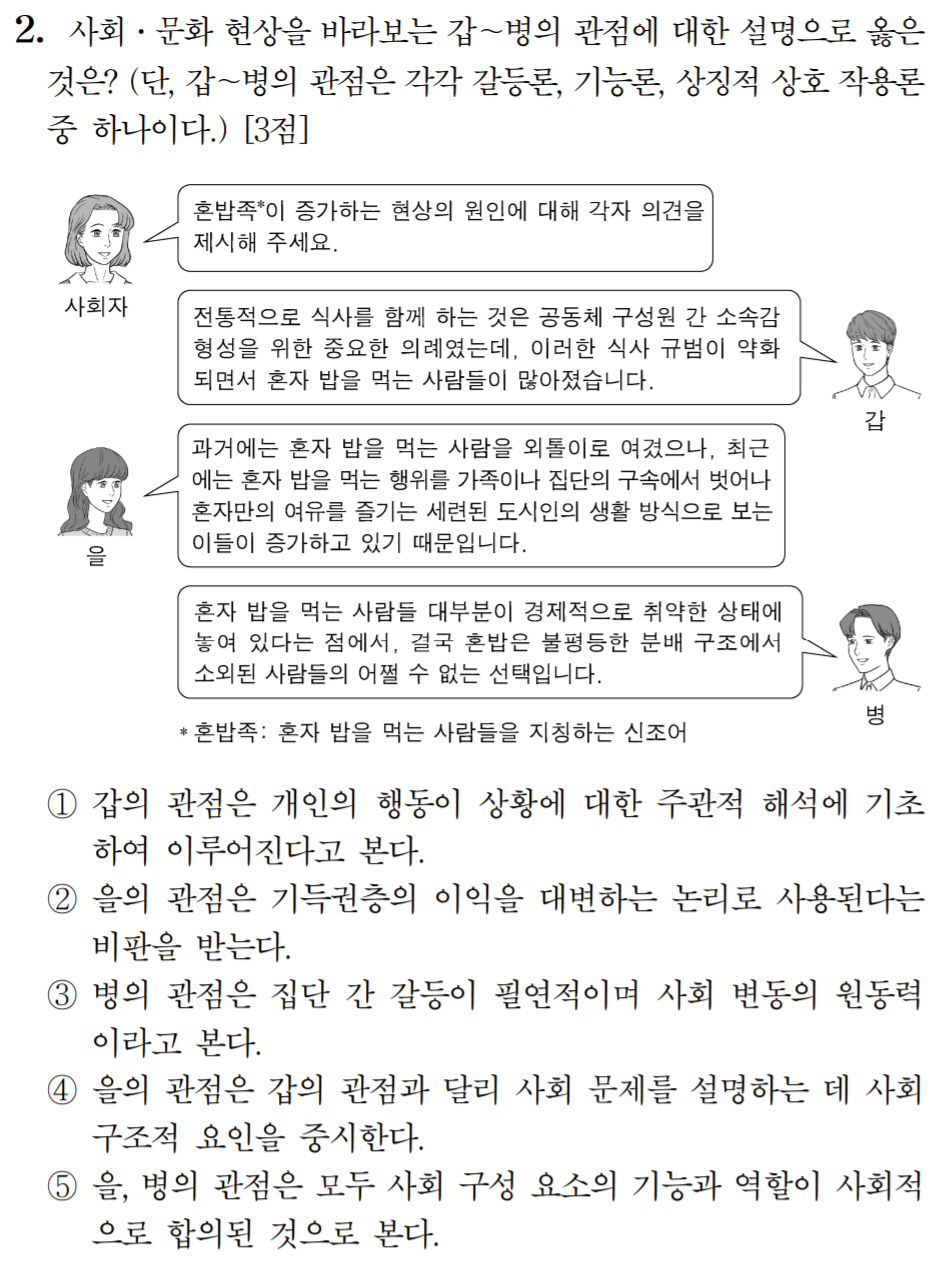 2. 사회·문화 현상을 바라보는 갑~병의 관점에 대한 설명으로 옳은
것은? (단, 갑~병의 관점은 각각 갈등론, 기능론, 상징적 상호 작용론
중 하나이다.) [3점]
혼밥족*이 증가하는 현상의 원인에 대해 각자 의견을
제시해 주세요.
사회자
전통적으로 식사를 함께 하는 것은 공동체 구성원 간 소속감
형성을 위한 중요한 의례였는데, 이러한 식사 규범이 약화
되면서 혼자 밥을 먹는 사람들이 많아졌습니다.
갑
과거에는 혼자 밥을 먹는 사람을 외톨이로 여겼으나, 최근
에는 혼자 밥을 먹는 행위를 가족이나 집단의 구속에서 벗어나
혼자만의 여유를 즐기는 세련된 도시인의 생활 방식으로 보는
이들이 증가하고 있기 때문입니다.
을
혼자 밥을 먹는 사람들 대부분이 경제적으로 취약한 상태에
놓여 있다는 점에서, 결국 혼밥은 불평등한 분배 구조에서
소외된 사람들의 어쩔 수 없는 선택입니다.
병
* 혼밥족: 혼자 밥을 먹는 사람들을 지칭하는 신조어
① 갑의 관점은 개인의 행동이 상황에 대한 주관적 해석에 기초
하여 이루어진다고 본다.
② 을의 관점은 기득권층의 이익을 대변하는 논리로 사용된다는
비판을 받는다.
③ 병의 관점은 집단 간 갈등이 필연적이며 사회 변동의 원동력
이라고 본다.
④ 을의 관점은 갑의 관점과 달리 사회 문제를 설명하는 데 사회
구조적 요인을 중시한다.
⑤ 을, 병의 관점은 모두 사회 구성 요소의 기능과 역할이 사회적
으로 합의된 것으로 본다.